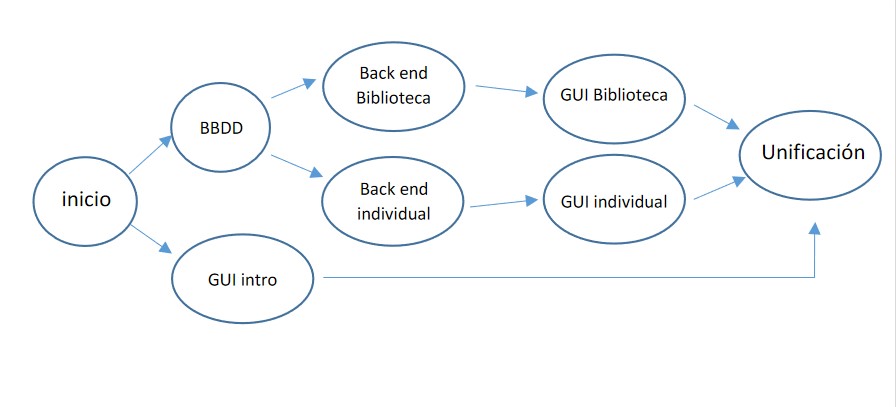 inicio
BBDD
Back end
Biblioteca
GUI Biblioteca
Back end
individual
GUI individual
GUI intro
Unificación